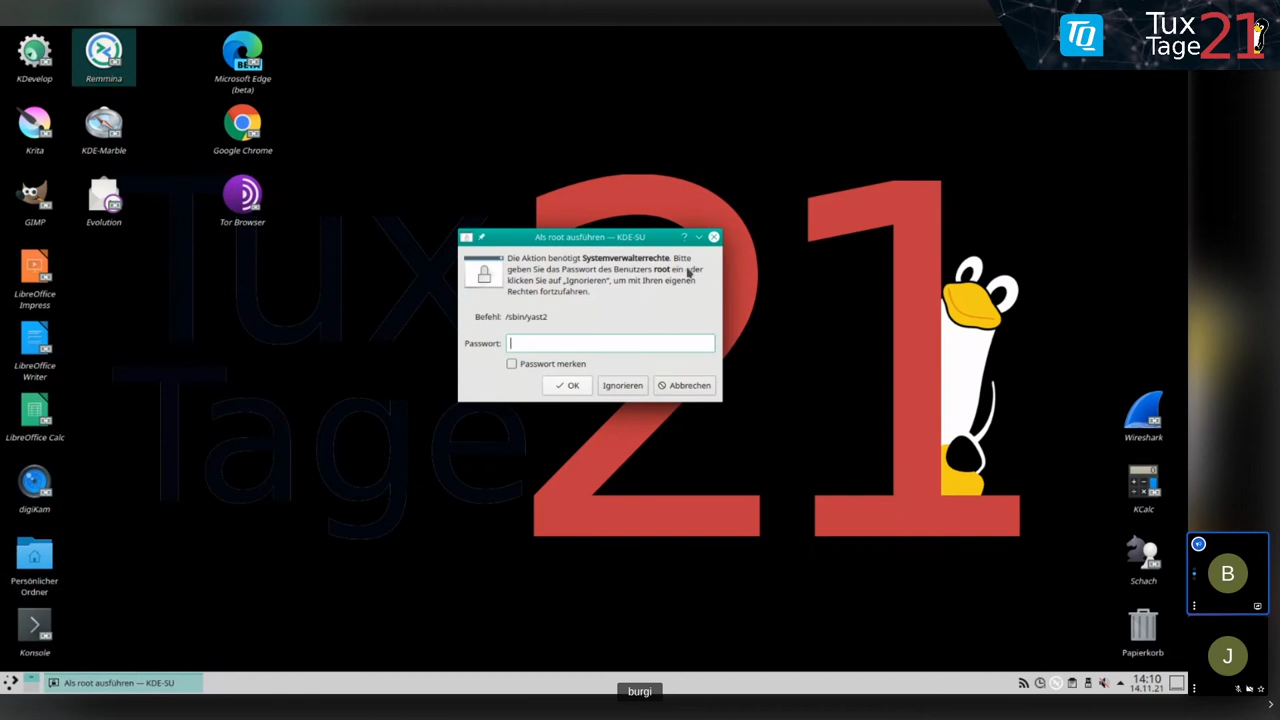 Tux
Tage
21
TQ
KDevelop
Remmina
Microsoft Edge
(beta)
BETA
Krita
KDE-Marble
Google Chrome
GIMP
Evolution
Tor Browser
LibreOffice
Impress
LibreOffice
Writer
LibreOffice Calc
digiKam
Persönlicher
Ordner
Konsole
Tux
Tage
21
Als root ausführen — KDE-SU
Die Aktion benötigt Systemverwalterrechte. Bitte
geben Sie das Passwort des Benutzers root ein oder
klicken Sie auf „Ignorieren“, um mit Ihren eigenen
Rechten fortzufahren.
Befehl: /sbin/yast2
Passwort:
Passwort merken
OK
Ignorieren
Abbrechen
Wireshark
KCalc
Schach
Papierkorb
B
J
Als root ausführen — KDE-SU
14:10
14.11.21
burgi